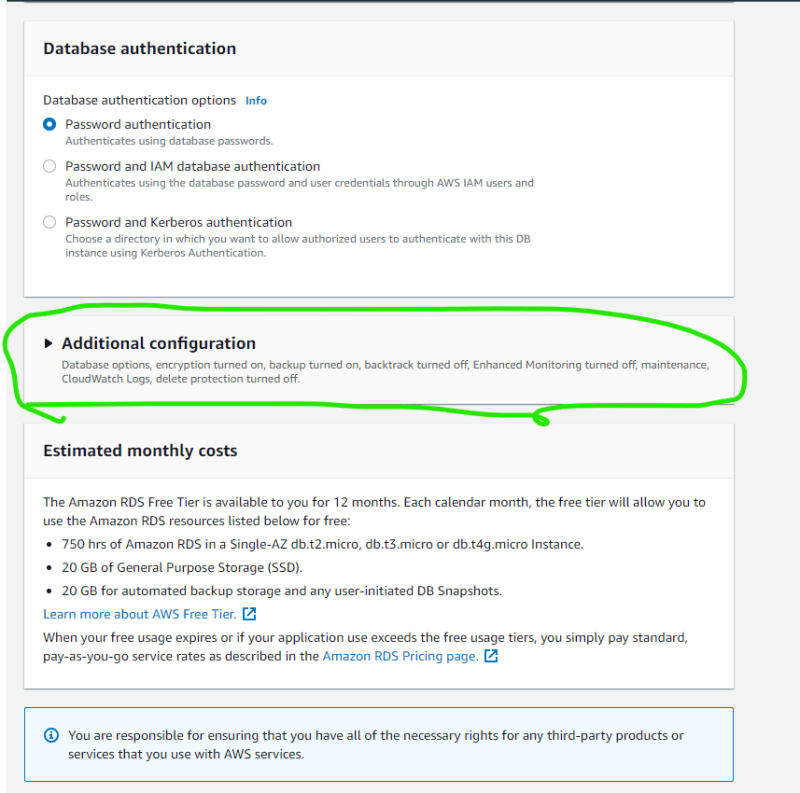 Database authentication
Database authentication options Info
Password authentication
Authenticates using database passwords.
Password and IAM database authentication
Authenticates using the database password and user credentials through AWS IAM users and
roles.
Password and Kerberos authentication
Choose a directory in which you want to allow authorized users to authenticate with this DB
instance using Kerberos Authentication.
Additional configuration
Database options, encryption turned on, backup turned on, backtrack turned off, Enhanced Monitoring turned off, maintenance,
CloudWatch Logs, delete protection turned off.
Estimated monthly costs
The Amazon RDS Free Tier is available to you for 12 months. Each calendar month, the free tier will allow you to
use the Amazon RDS resources listed below for free:
• 750 hrs of Amazon RDS in a Single-AZ db.t2.micro, db.t3.micro or db.t4g.micro Instance.
• 20 GB of General Purpose Storage (SSD).
• 20 GB for automated backup storage and any user-initiated DB Snapshots.
Learn more about AWS Free Tier.
When your free usage expires or if your application use exceeds the free usage tiers, you simply pay standard,
pay-as-you-go service rates as described in the Amazon RDS Pricing page.
You are responsible for ensuring that you have all of the necessary rights for any third-party products or
services that you use with AWS services.